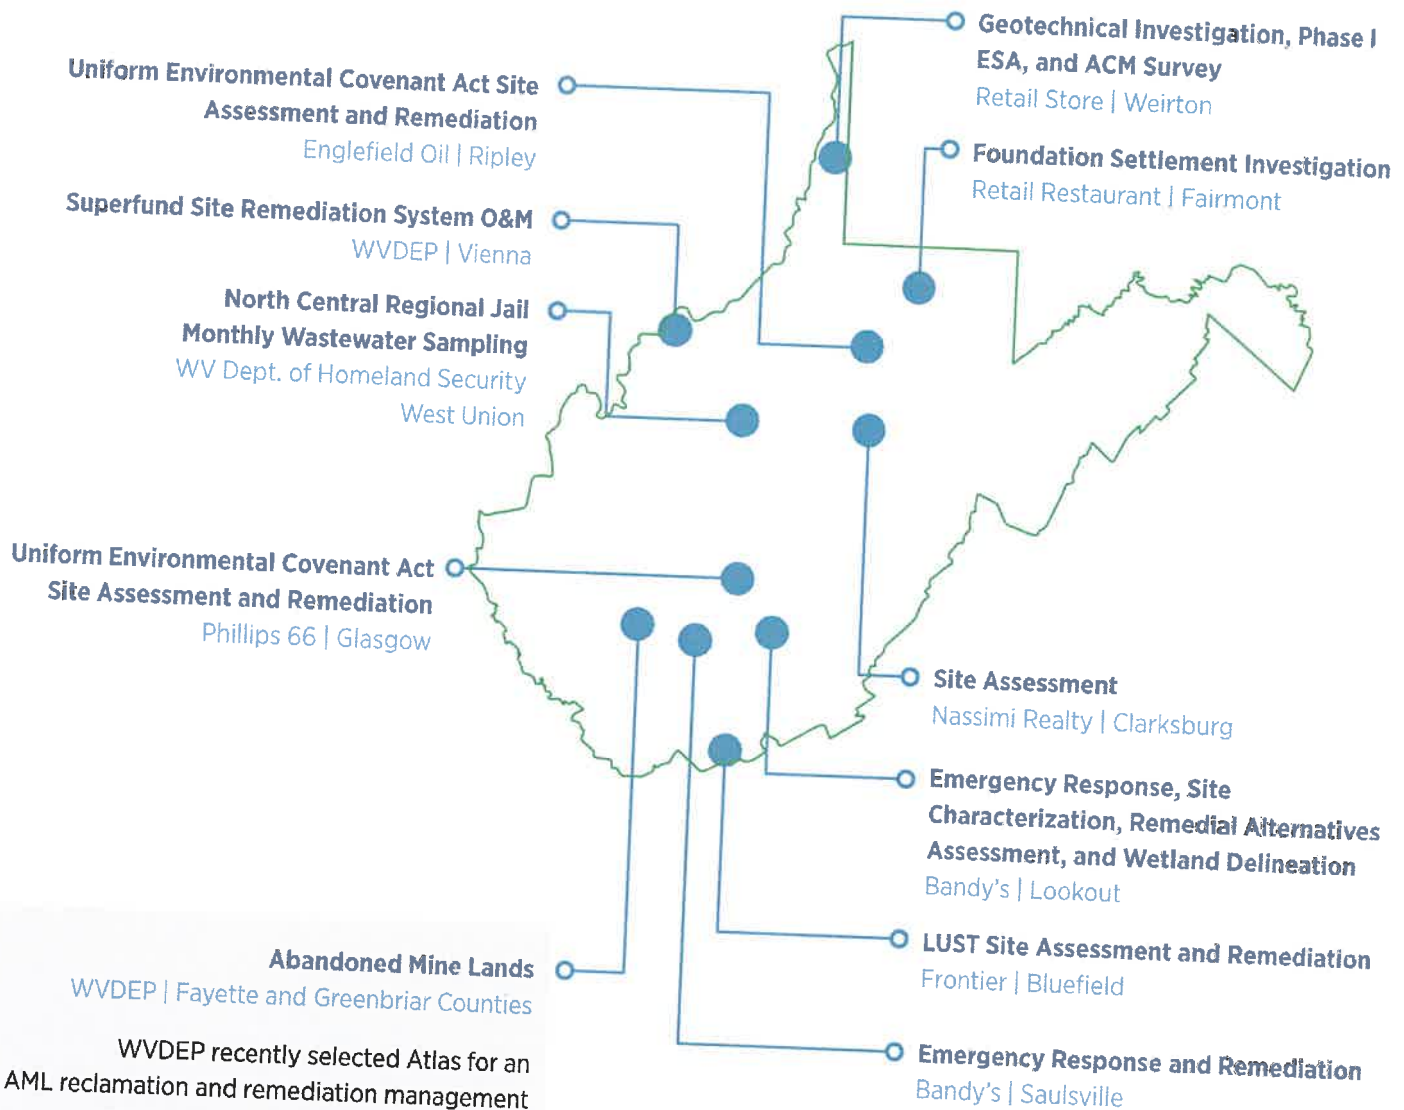 Uniform Environmental Covenant Act Site
Assessment and Remediation
Englefield Oil | Ripley
Superfund Site Remediation System O&M
WVDEP | Vienna
North Central Regional Jail
Monthly Wastewater Sampling
WV Dept. of Homeland Security
West Union
Uniform Environmental Covenant Act
Site Assessment and Remediation
Phillips 66 | Glasgow
Abandoned Mine Lands
WVDEP | Fayette and Greenbriar Counties
WVDEP recently selected Atlas for an
AML reclamation and remediation management
Geotechnical Investigation, Phase I
ESA, and ACM Survey
Retail Store | Weirton
Foundation Settlement Investigation
Retail Restaurant | Fairmont
Site Assessment
Nassimi Realty | Clarksburg
Emergency Response, Site
Characterization, Remedial Alternatives
Assessment, and Wetland Delineation
Bandy's | Lookout
LUST Site Assessment and Remediation
Frontier | Bluefield
Emergency Response and Remediation
Bandy's | Saulsville